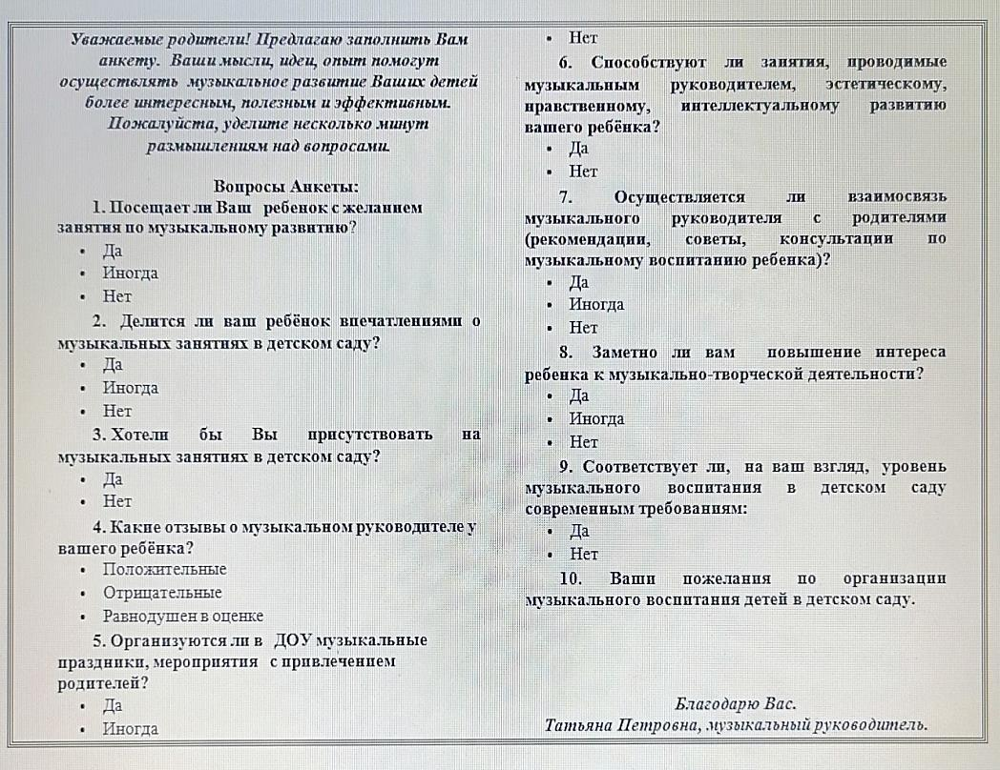 Уважаемые родители! Предлагаю заполнить Вам
анкету. Ваши мысли, идеи, опыт помогут
осуществлять музыкальное развитие Ваших детей
более интересным, полезным и эффективным.
Пожалуйста, уделите несколько минут
размышлениям над вопросами.
Вопросы Анкеты:
1. Посещает ли Ваш ребенок с желанием
занятия по музыкальному развитию?
• Да
• Иногда
• Нет
2. Делится ли ваш ребёнок впечатлениями о
музыкальных занятиях в детском саду?
• Да
• Иногда
• Нет
3. Хотели бы Вы присутствовать на
музыкальных занятиях в детском саду?
• Да
• Нет
4. Какие отзывы о музыкальном руководителе у
вашего ребёнка?
• Положительные
• Отрицательные
• Равнодушен в оценке
5. Организуются ли в ДОУ музыкальные
праздники, мероприятия с привлечением
родителей?
• Да
• Иногда
• Нет
6. Способствуют ли занятия, проводимые
музыкальным руководителем, эстетическому,
нравственному, интеллектуальному развитию
вашего ребёнка?
• Да
• Нет
7. Осуществляется ли взаимосвязь
музыкального руководителя с родителями
(рекомендации, советы, консультации по
музыкальному воспитанию ребенка)?
• Да
• Иногда
• Нет
8. Заметно ли вам повышение интереса
ребенка к музыкально-творческой деятельности?
• Да
• Иногда
• Нет
9. Соответствует ли, на ваш взгляд, уровень
музыкального воспитания в детском саду
современным требованиям:
• Да
• Нет
10. Ваши пожелания по организации
музыкального воспитания детей в детском саду.
Благодарю Вас.
Татьяна Петровна, музыкальный руководитель.